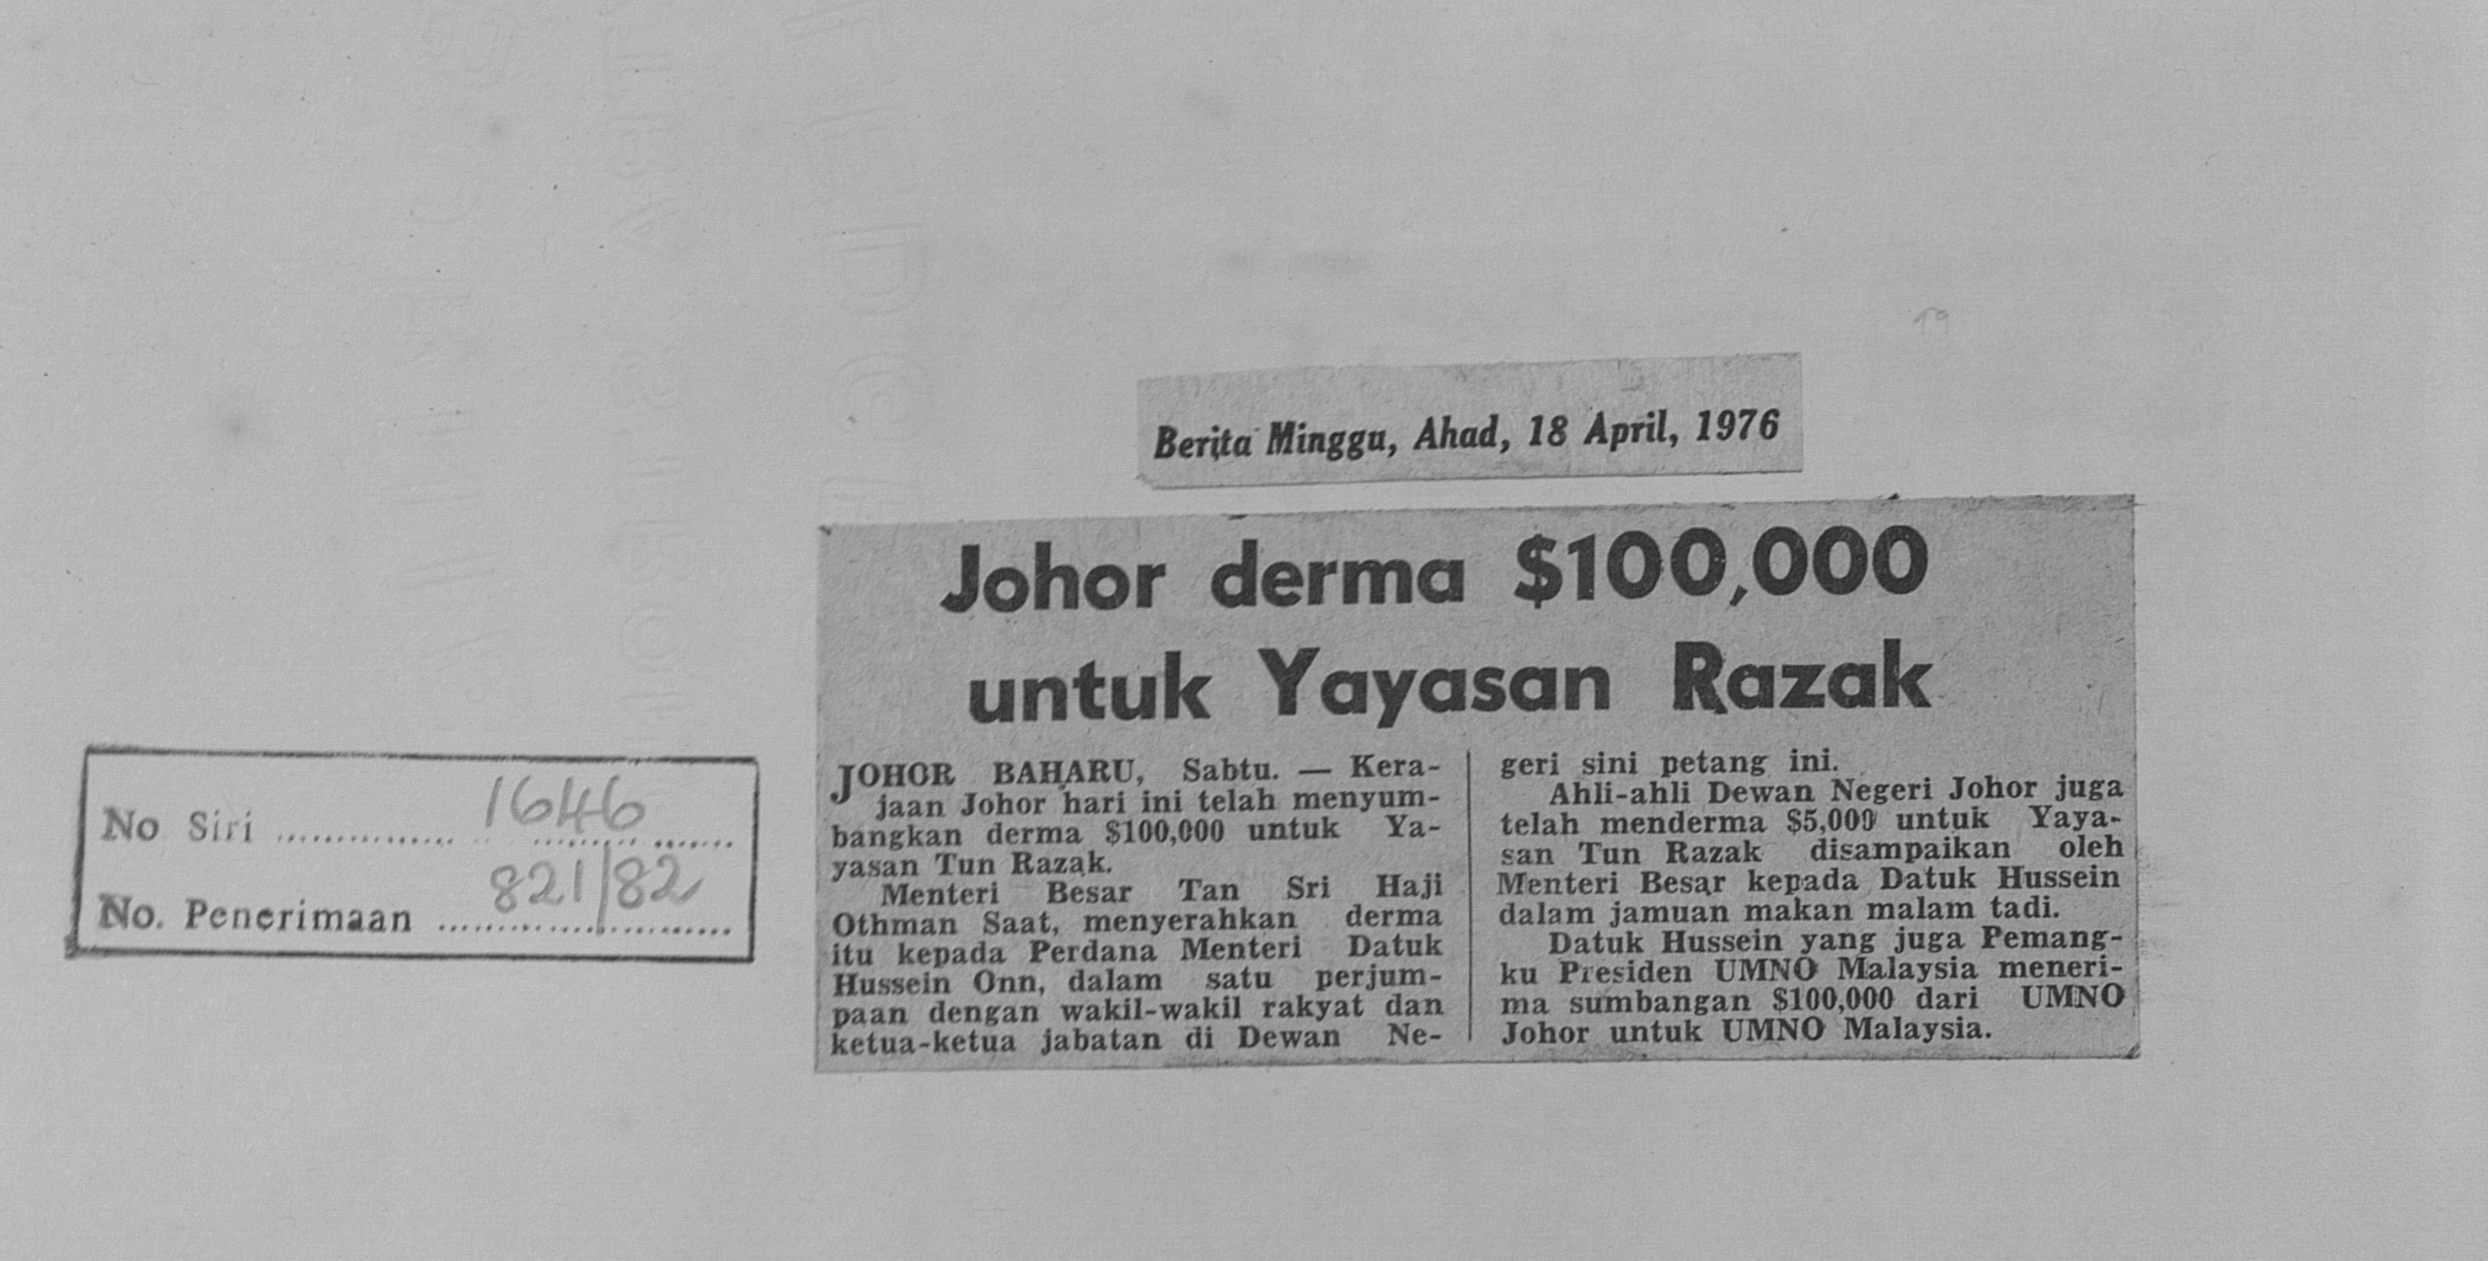 Berita Minggu, Ahad, 18 April, 1976
Johor derma $100,000
untuk Yayasan Razak
JOHOR BAHARU, Sabtu. — Kera-
jaan Johor hari ini telah menyum-
bangkan derma $100,000 untuk Ya-
yasan Tun Razak.
Menteri Besar Tan Sri Haji
Othman Saat, menyerahkan derma
itu kepada Perdana Menteri Datuk
Hussein Onn, dalam satu perjum-
paan dengan wakil-wakil rakyat dan
ketua-ketua jabatan di Dewan Ne-
geri sini petang ini.
Ahli-ahli Dewan Negeri Johor juga
telah menderma $5,000 untuk Yaya-
san Tun Razak disampaikan oleh
Menteri Besar kepada Datuk Hussein
dalam jamuan makan malam tadi.
Datuk Hussein yang juga Pemang-
ku Presiden UMNO Malaysia meneri-
ma sumbangan $100,000 dari UMNO
Johor untuk UMNO Malaysia.
No Siri 1646
No. Penerimaan 821/82